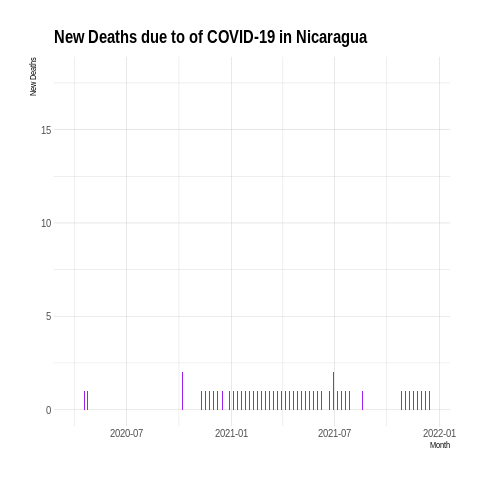 New Deaths due to of COVID-19 in Nicaragua
New Deaths
15
10
5
0
2020-07
2021-01
2021-07
2022-01
Month